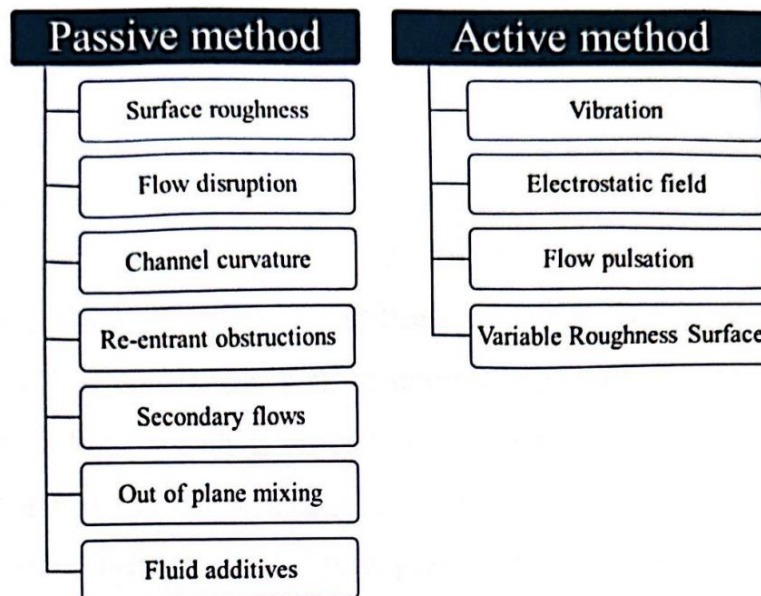 Passive method
Surface roughness
Flow disruption
Channel curvature
Re-entrant obstructions
Secondary flows
Out of plane mixing
Fluid additives
Active method
Vibration
Electrostatic field
Flow pulsation
Variable Roughness Surface